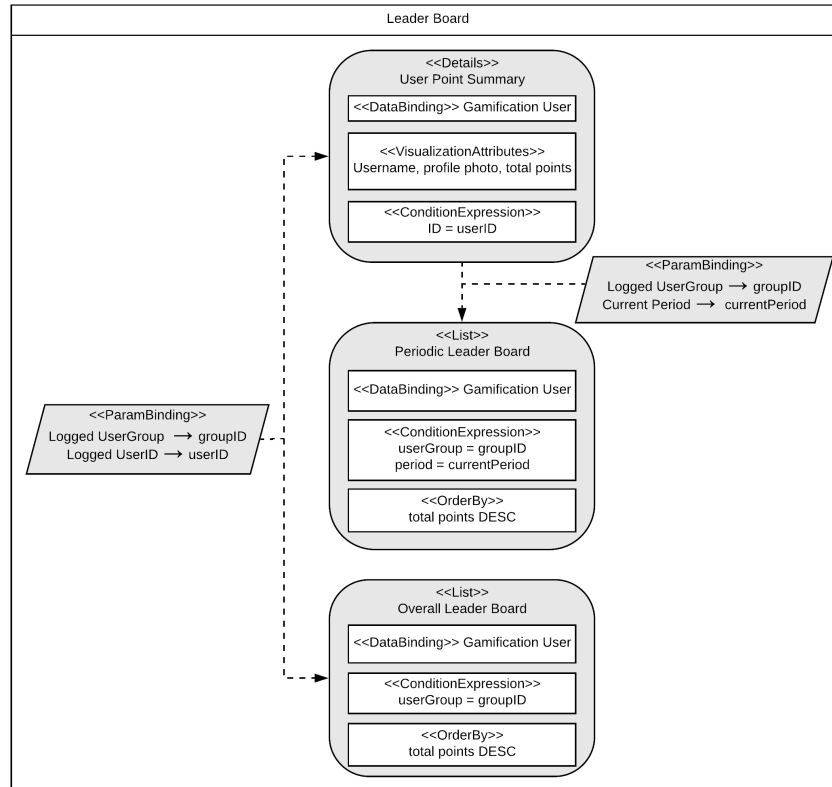 Leader Board
<<Details>>
User Point Summary
<<DataBinding>> Gamification User
<<VisualizationAttributes>>
Username, profile photo, total points
<<ConditionExpression>>
ID = userID
<<ParamBinding>>
Logged UserGroup → groupID
Current Period → currentPeriod
<<List>>
Periodic Leader Board
<<DataBinding>> Gamification User
<<ConditionExpression>>
userGroup = groupID
period = currentPeriod
<<OrderBy>>
total points DESC
<<ParamBinding>>
Logged UserGroup → groupID
Logged UserID → userID
<<List>>
Overall Leader Board
<<DataBinding>> Gamification User
<<ConditionExpression>>
userGroup = groupID
<<OrderBy>>
total points DESC